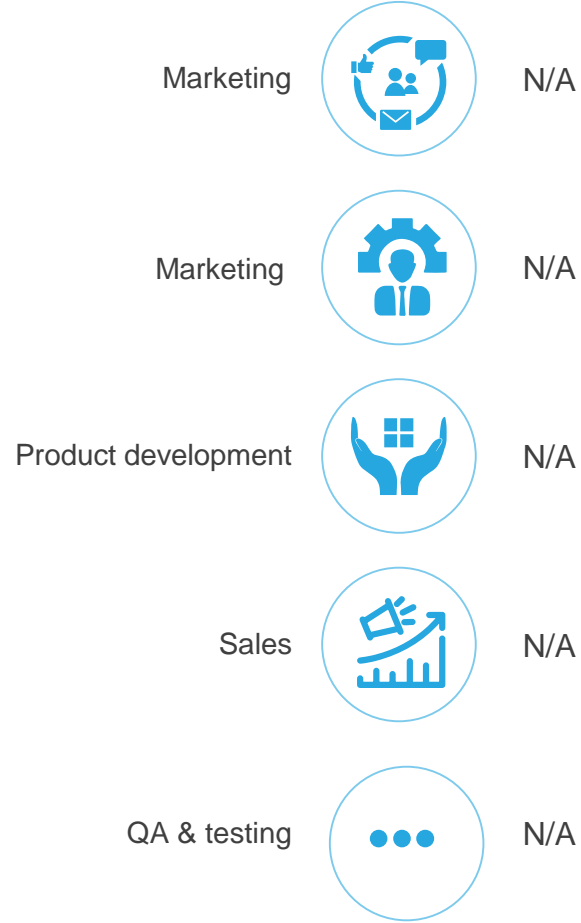 Marketing N/A
Marketing N/A
Product development N/A
Sales N/A
QA & testing N/A